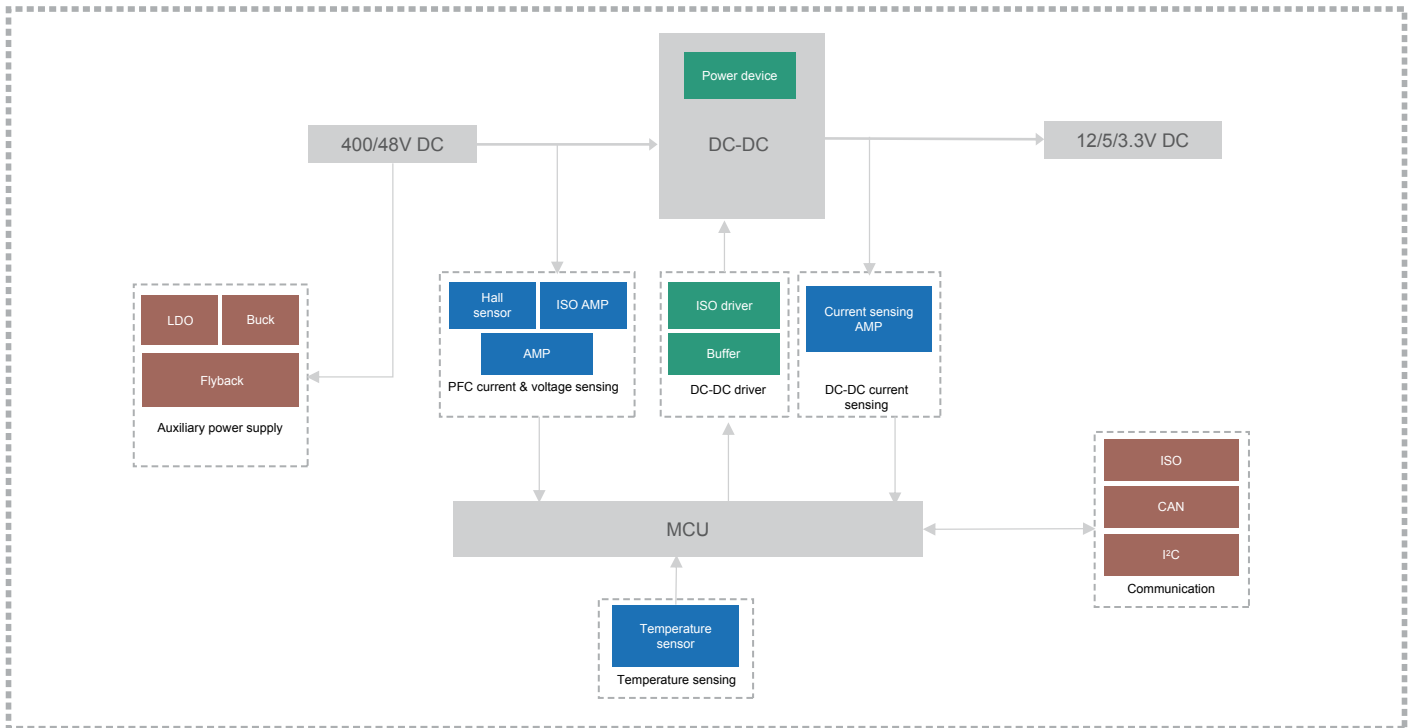 Power device
400/48V DC
DC-DC
12/5/3.3V DC
LDO
Buck
Flyback
Auxiliary power supply
Hall
sensor
ISO AMP
AMP
PFC current & voltage sensing
ISO driver
Buffer
DC-DC driver
Current sensing
AMP
DC-DC current
sensing
MCU
ISO
CAN
I²C
Communication
Temperature
sensor
Temperature sensing